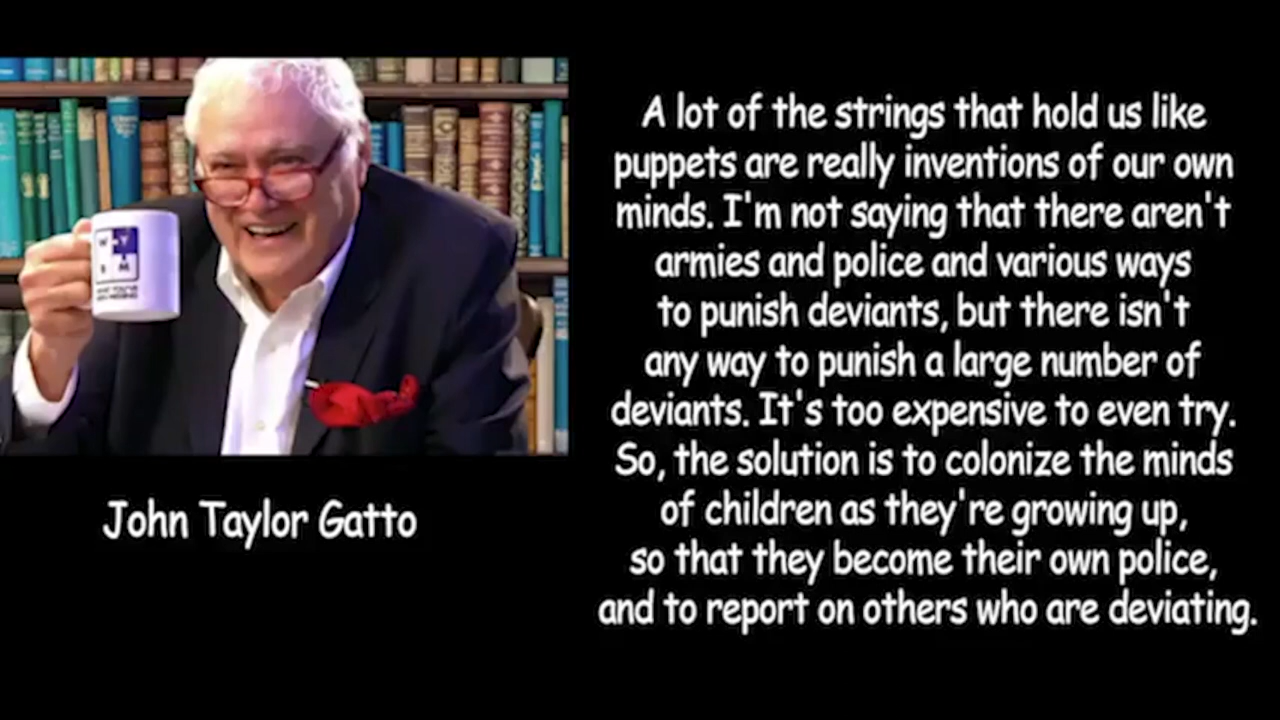 A lot of the strings that hold us like
puppets are really inventions of our own
minds. I'm not saying that there aren't
armies and police and various ways
to punish deviants, but there isn't
any way to punish a large number of
deviants. It's too expensive to even try.
So, the solution is to colonize the minds
of children as they're growing up,
so that they become their own police,
and to report on others who are deviating.
John Taylor Gatto